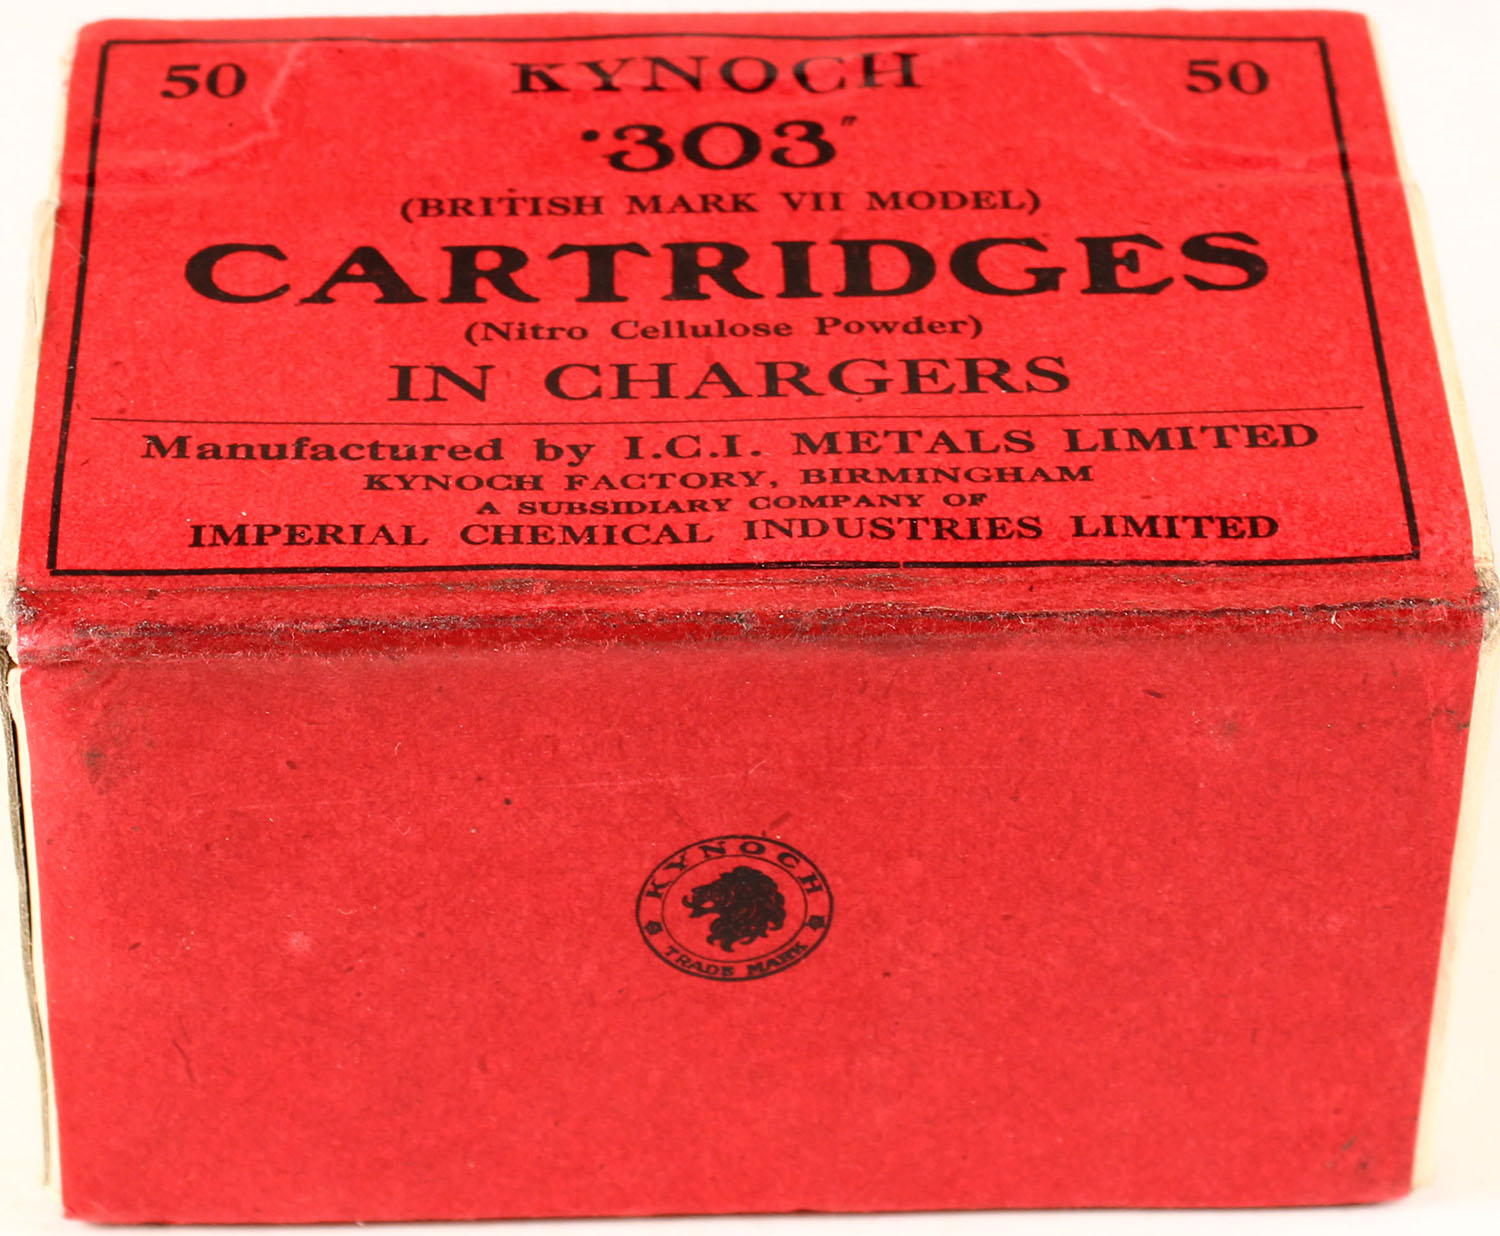 50 KYNOCH 50
·303"
(BRITISH MARK VII MODEL)
CARTRIDGES
(Nitro Cellulose Powder)
IN CHARGERS
Manufactured by I.C.I. METALS LIMITED
KYNOCH FACTORY, BIRMINGHAM
A SUBSIDIARY COMPANY OF
IMPERIAL CHEMICAL INDUSTRIES LIMITED
KYNOCH
TRADE MARK